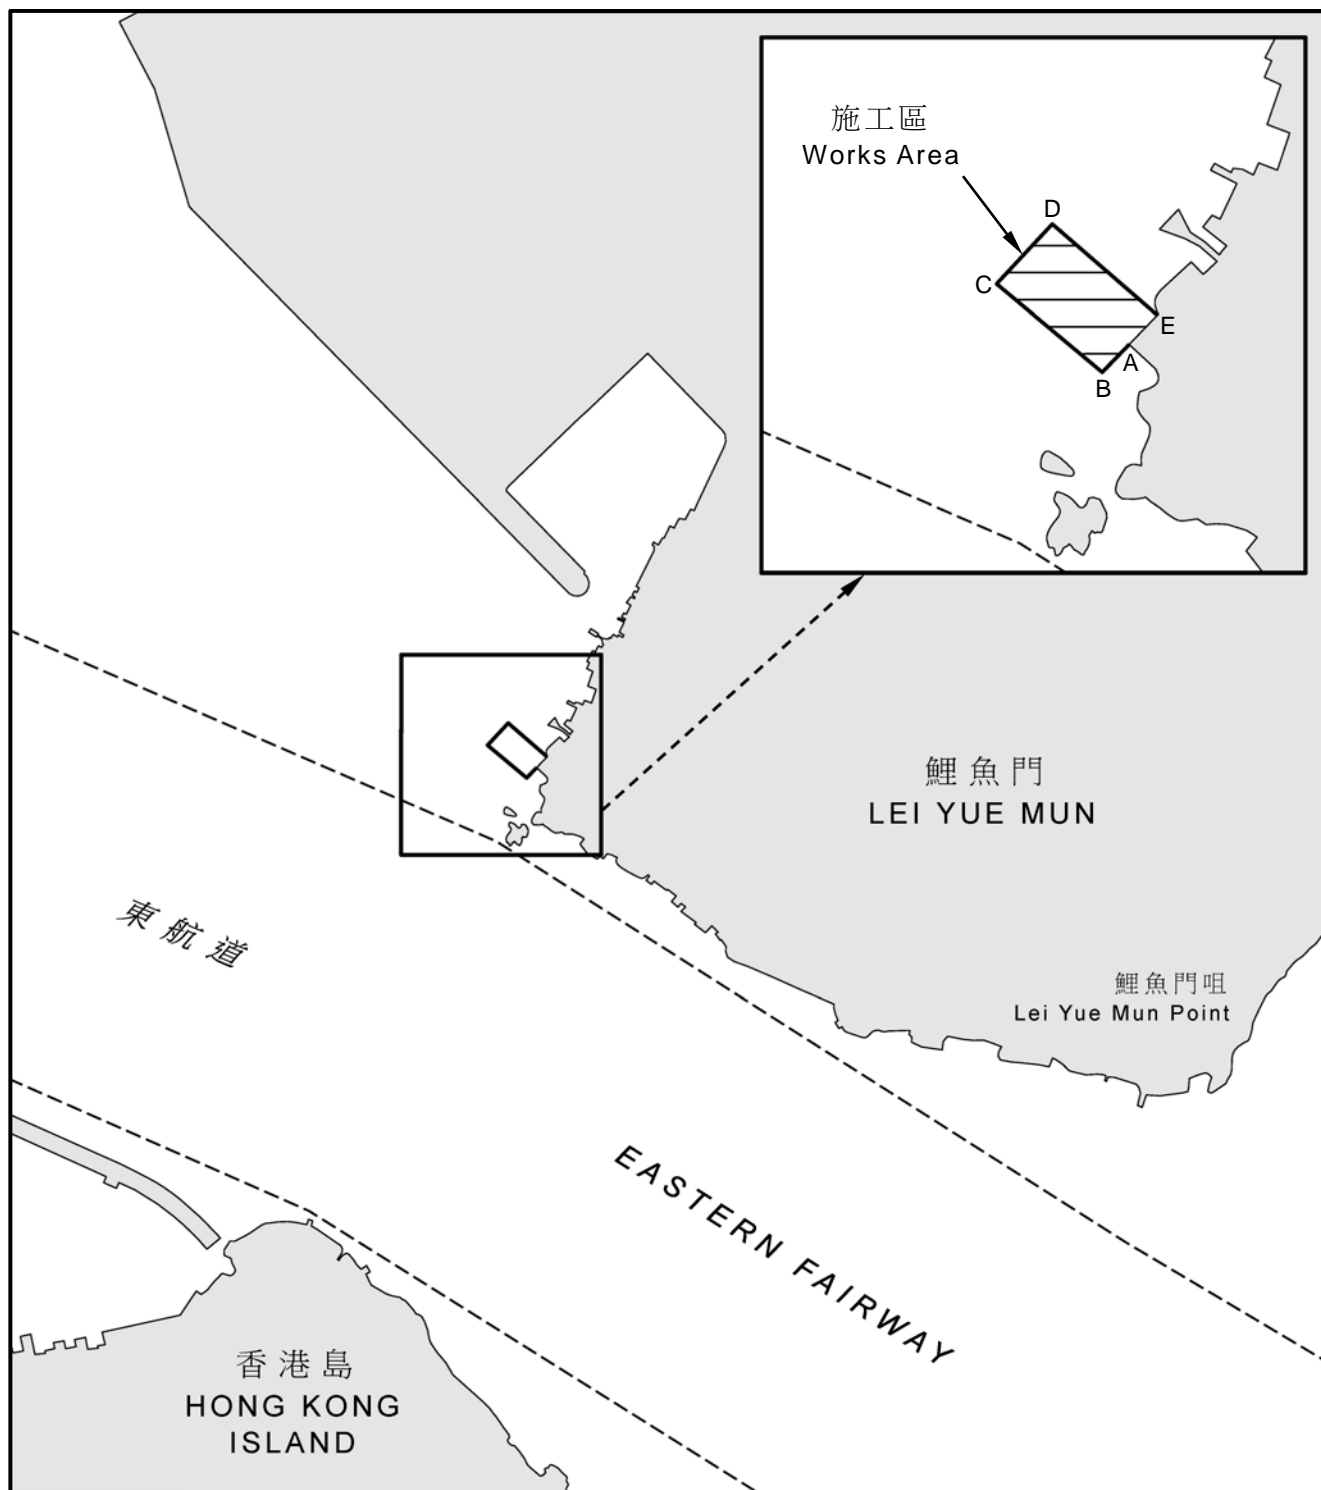 施工區
Works Area
D
C
E
A
B
鯉魚門
LEI YUE MUN
東航道
鯉魚門咀
Lei Yue Mun Point
EASTERN FAIRWAY
香港島
HONG KONG
ISLAND